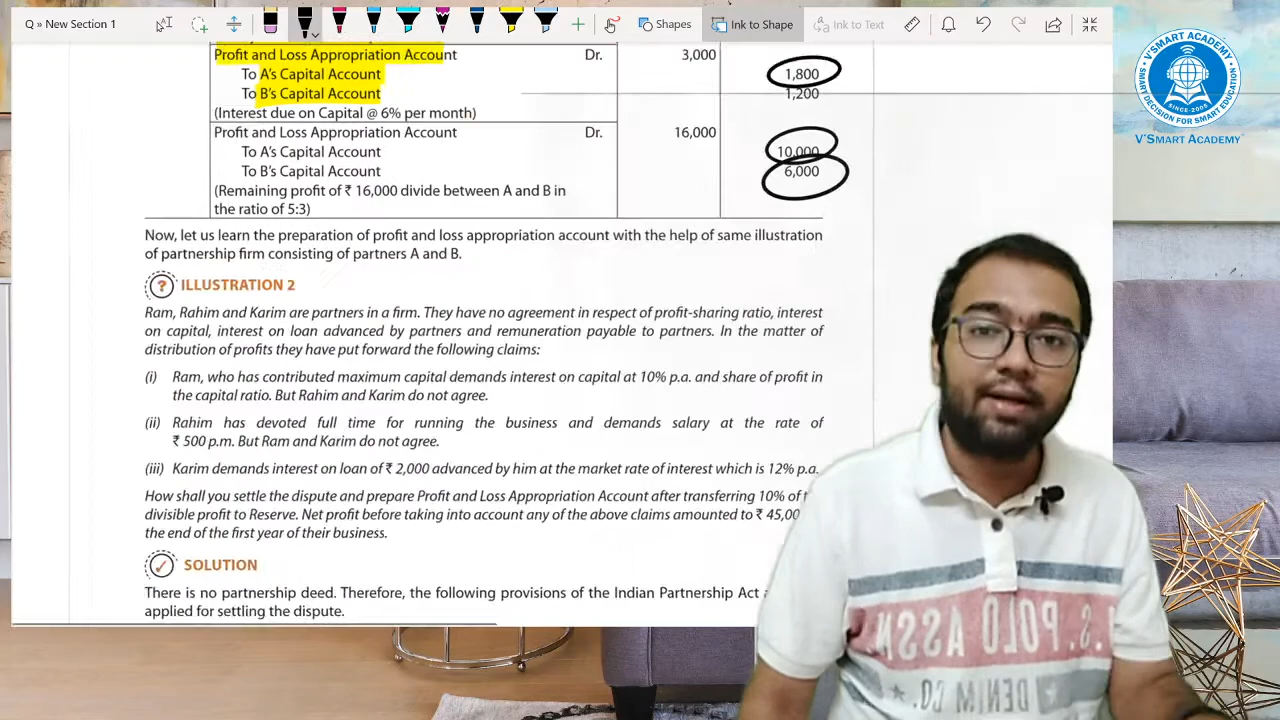 Q » New Section 1
Shapes
Ink to Shape
Ink to Text
Profit and Loss Appropriation Account Dr. 3,000
To A's Capital Account 1,800
To B's Capital Account 1,200
(Interest due on Capital @ 6% per month)
Profit and Loss Appropriation Account Dr. 16,000
To A's Capital Account 10,000
To B's Capital Account 6,000
(Remaining profit of ₹ 16,000 divide between A and B in
the ratio of 5:3)
Now, let us learn the preparation of profit and loss appropriation account with the help of same illustration
of partnership firm consisting of partners A and B.
? ILLUSTRATION 2
Ram, Rahim and Karim are partners in a firm. They have no agreement in respect of profit-sharing ratio, interest
on capital, interest on loan advanced by partners and remuneration payable to partners. In the matter of
distribution of profits they have put forward the following claims:
(i) Ram, who has contributed maximum capital demands interest on capital at 10% p.a. and share of profit in
the capital ratio. But Rahim and Karim do not agree.
(ii) Rahim has devoted full time for running the business and demands salary at the rate of
₹ 500 p.m. But Ram and Karim do not agree.
(iii) Karim demands interest on loan of ₹ 2,000 advanced by him at the market rate of interest which is 12% p.a.
How shall you settle the dispute and prepare Profit and Loss Appropriation Account after transferring 10% of
divisible profit to Reserve. Net profit before taking into account any of the above claims amounted to ₹ 45,00
the end of the first year of their business.
SOLUTION
There is no partnership deed. Therefore, the following provisions of the Indian Partnership Act
applied for settling the dispute.
V'SMART ACADEMY
SMART DECISION FOR SMART EDUCATION
SINCE-2006
V'SMART ACADEMY
U.S. POLO ASSN.
DENIM CO.